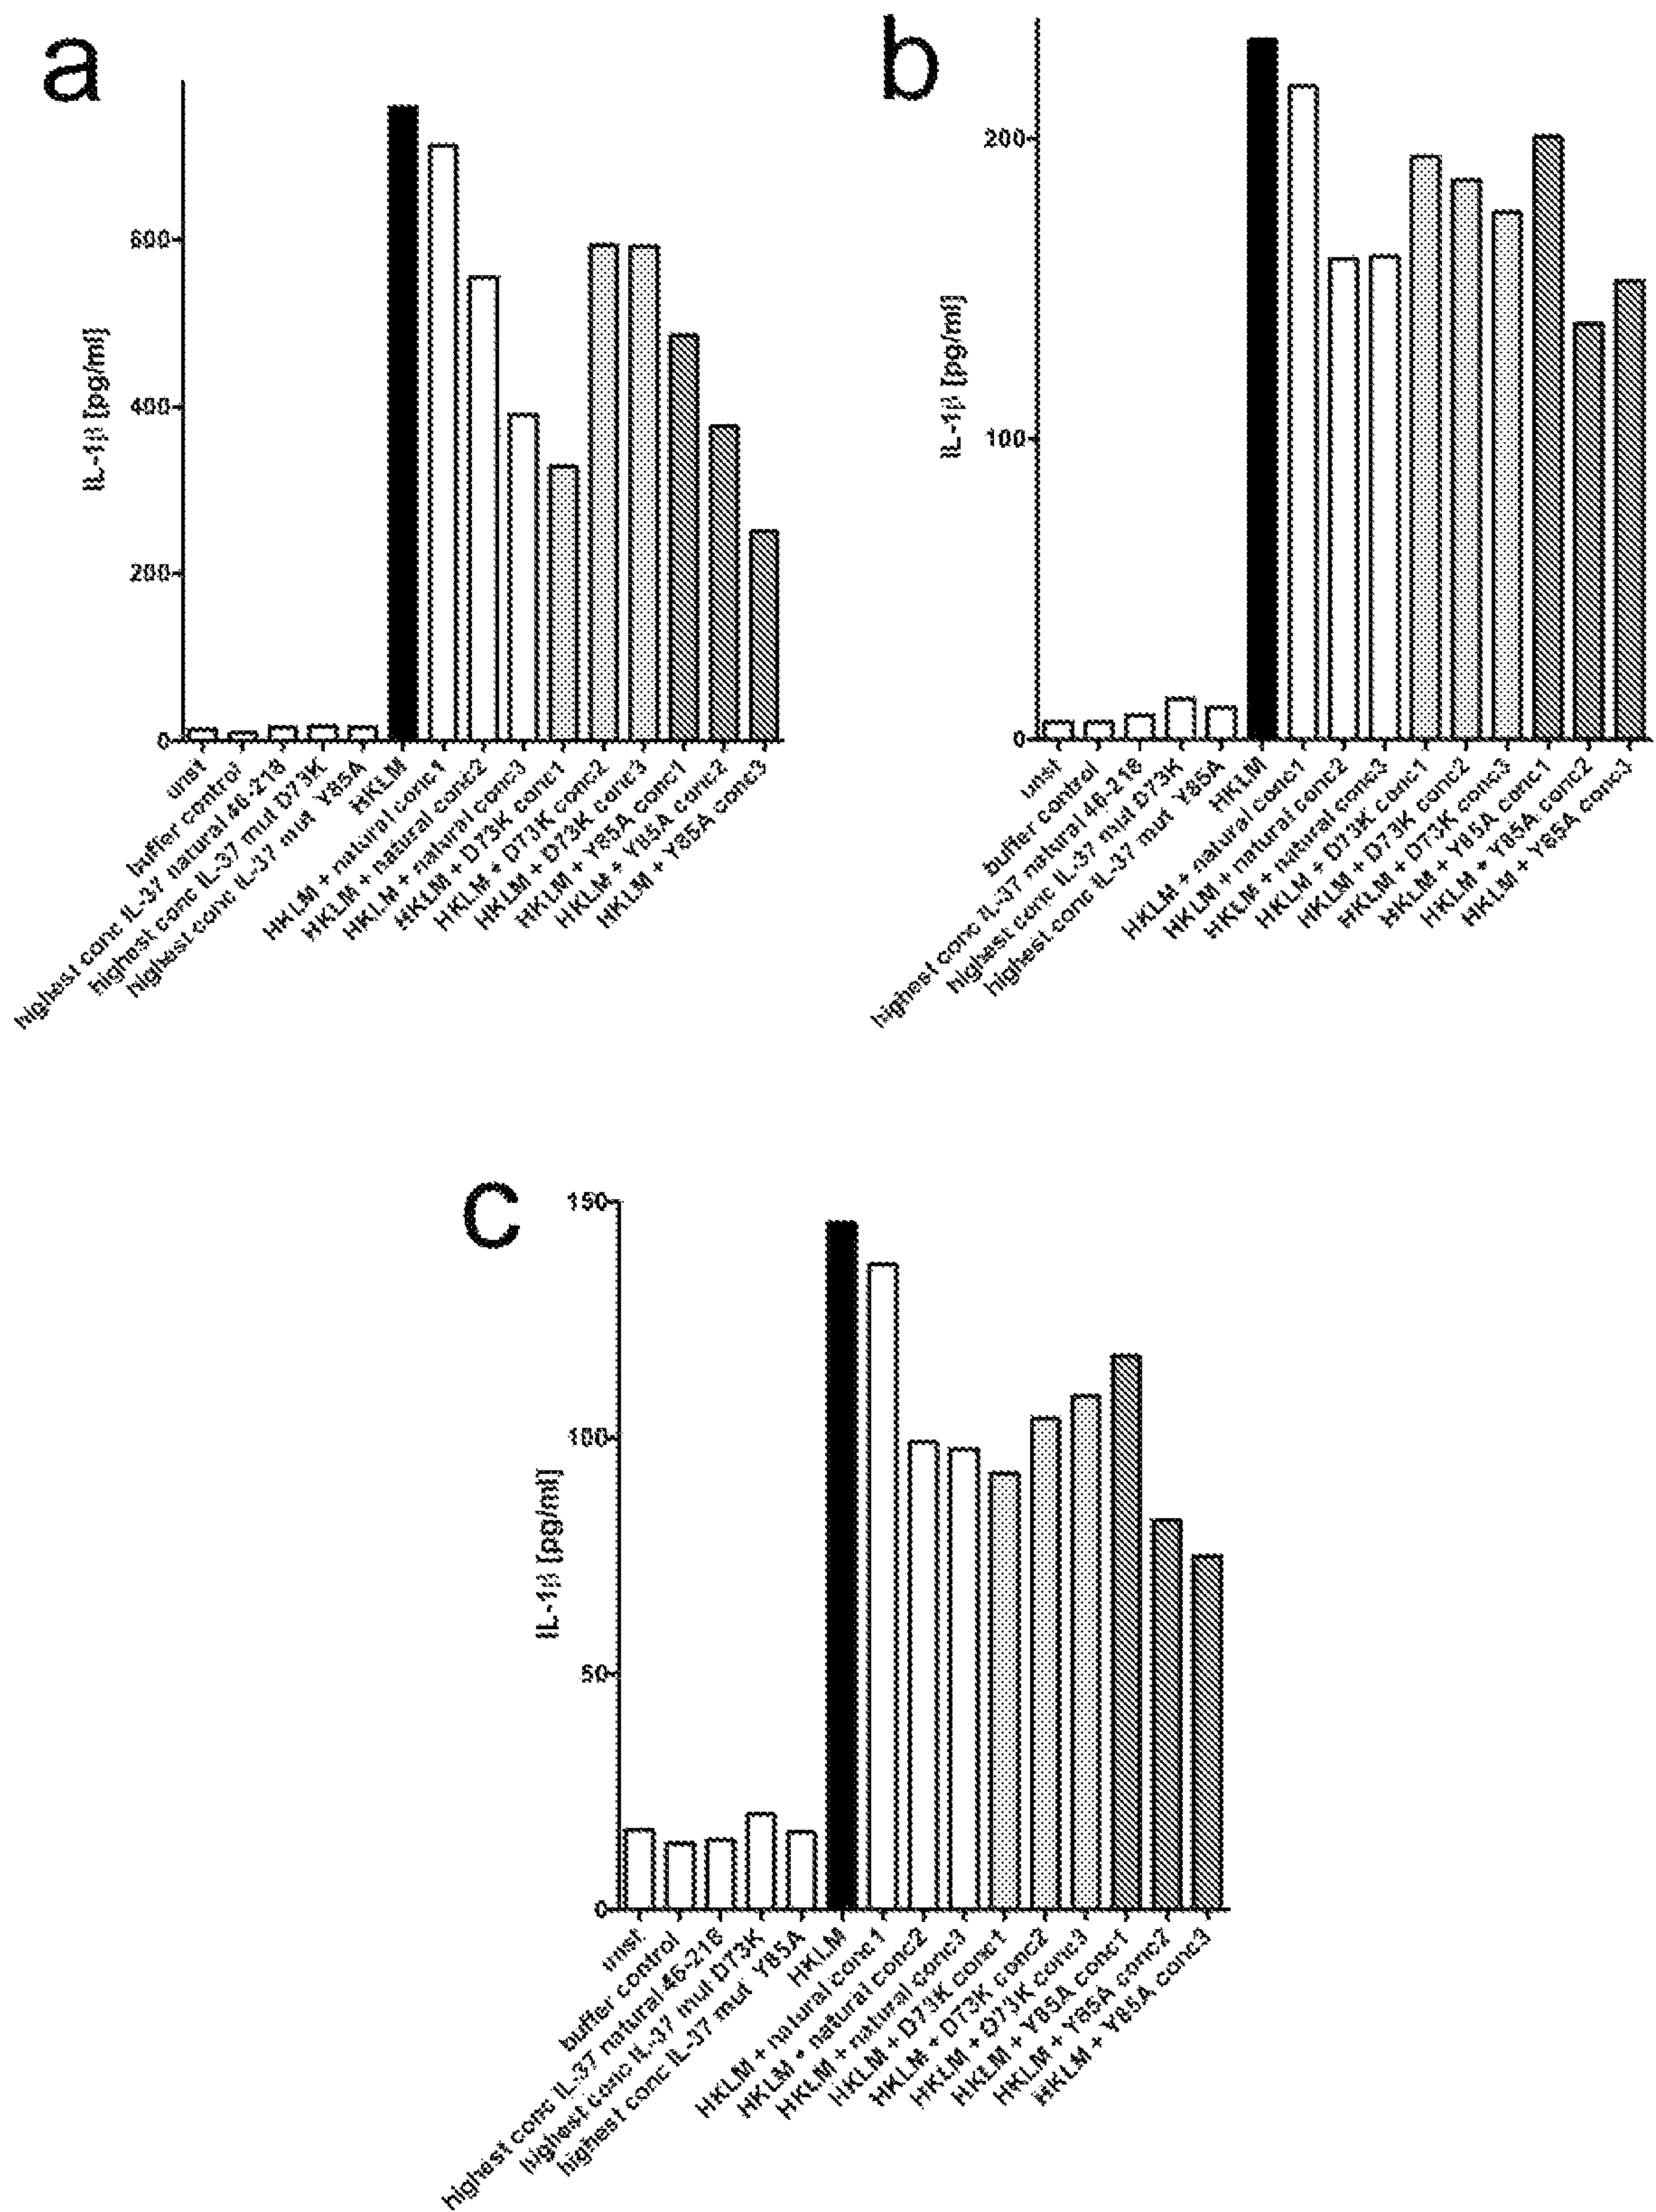 a
IL-1β [pg/ml]
600
400
200
0
unst
buffer control
highest conc IL-37 natural 46-218
highest conc IL-37 mut D73K
highest conc IL-37 mut Y85A
HKLM
HKLM + natural conc1
HKLM + natural conc2
HKLM + natural conc3
HKLM + D73K conc1
HKLM + D73K conc2
HKLM + D73K conc3
HKLM + Y85A conc1
HKLM + Y85A conc2
HKLM + Y85A conc3
b
IL-1β [pg/ml]
200
100
0
unst
buffer control
highest conc IL-37 natural 46-218
highest conc IL-37 mut D73K
highest conc IL-37 mut Y85A
HKLM
HKLM + natural conc1
HKLM + natural conc2
HKLM + natural conc3
HKLM + D73K conc1
HKLM + D73K conc2
HKLM + D73K conc3
HKLM + Y85A conc1
HKLM + Y85A conc2
HKLM + Y85A conc3
c
IL-1β [pg/ml]
150
100
50
0
unst
buffer control
highest conc IL-37 natural 46-218
highest conc IL-37 mut D73K
highest conc IL-37 mut Y85A
HKLM
HKLM + natural conc1
HKLM + natural conc2
HKLM + natural conc3
HKLM + D73K conc1
HKLM + D73K conc2
HKLM + D73K conc3
HKLM + Y85A conc1
HKLM + Y85A conc2
HKLM + Y85A conc3